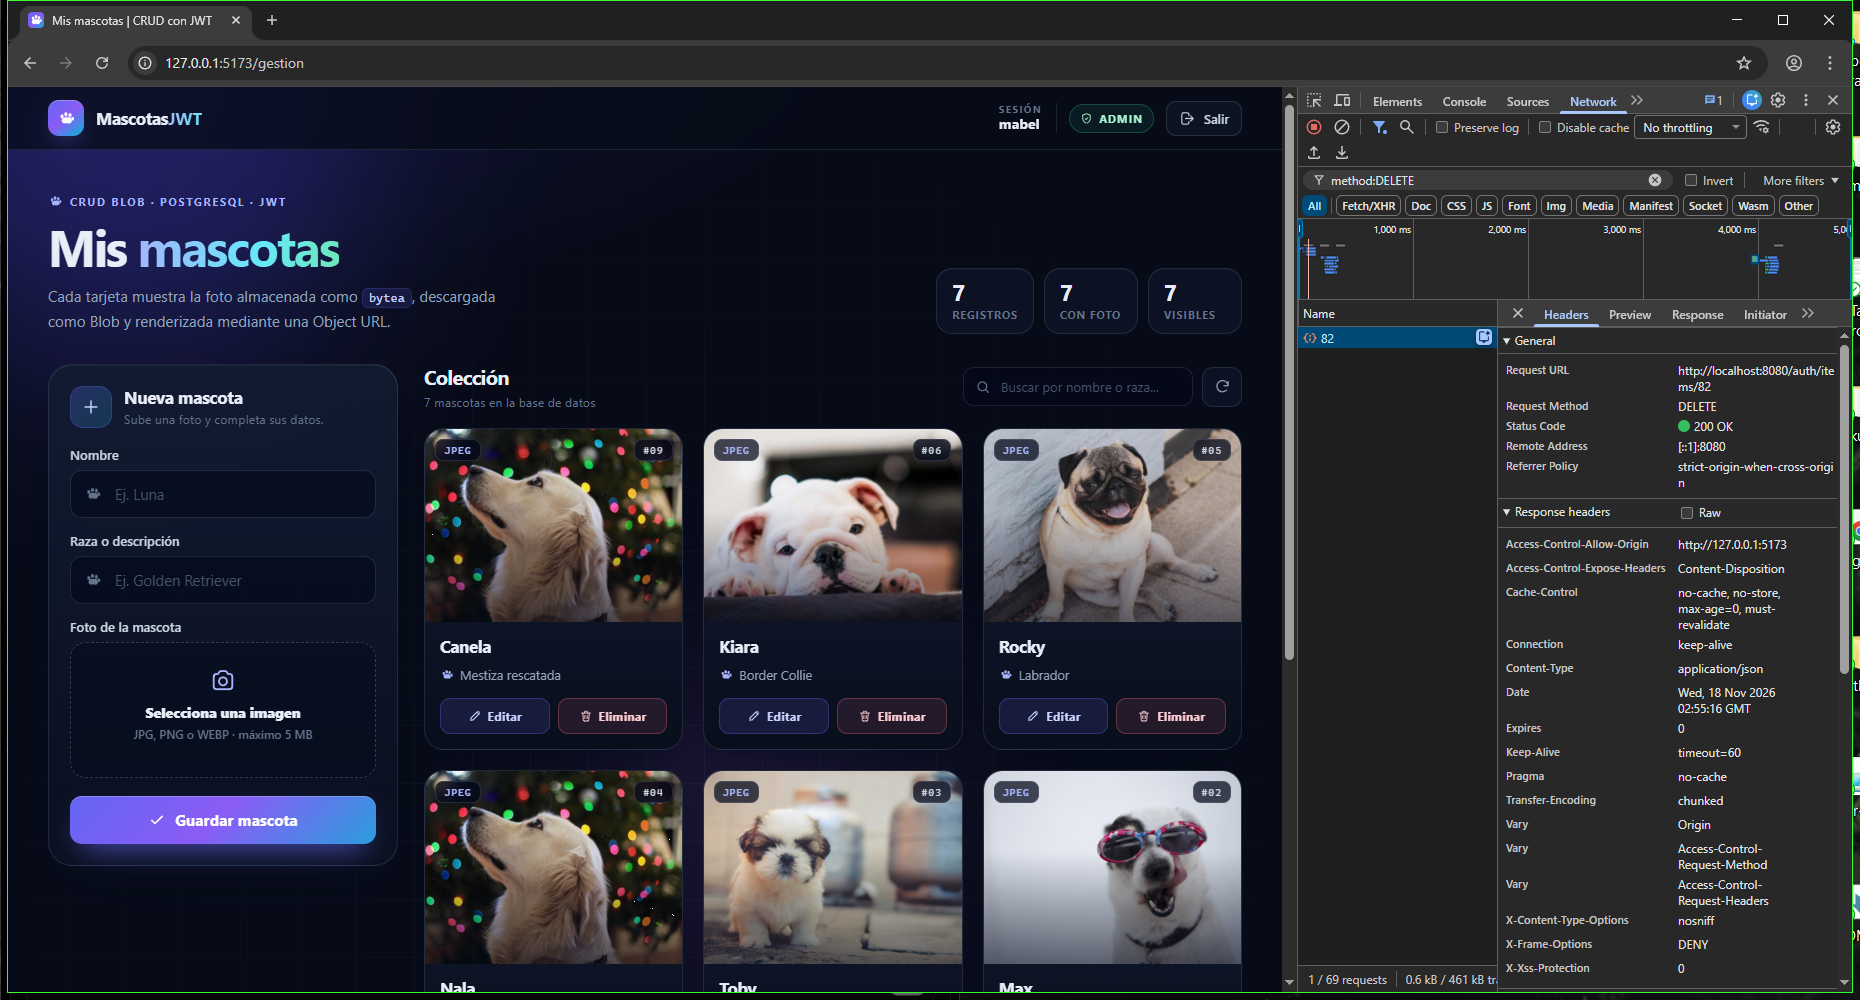 Mis mascotas | CRUD con JWT
127.0.0.1:5173/gestion
MascotasJWT
SESIÓN
mabel
ADMIN
Salir
CRUD BLOB · POSTGRESQL · JWT
Mis mascotas
Cada tarjeta muestra la foto almacenada como bytea, descargada
como Blob y renderizada mediante una Object URL.
7
REGISTROS
7
CON FOTO
7
VISIBLES
Nueva mascota
Sube una foto y completa sus datos.
Nombre
Ej. Luna
Raza o descripción
Ej. Golden Retriever
Foto de la mascota
Selecciona una imagen
JPG, PNG o WEBP · máximo 5 MB
Guardar mascota
Colección
7 mascotas en la base de datos
Buscar por nombre o raza...
JPEG #09
Canela
Mestiza rescatada
Editar Eliminar
JPEG #06
Kiara
Border Collie
Editar Eliminar
JPEG #05
Rocky
Labrador
Editar Eliminar
JPEG #04
Nala
JPEG #03
Toby
JPEG #02
Max
Elements Console Sources Network 1
Preserve log Disable cache No throttling
method:DELETE Invert More filters
All Fetch/XHR Doc CSS JS Font Img Media Manifest Socket Wasm Other
1,000 ms 2,000 ms 3,000 ms 4,000 ms 5,0
Name
82
Headers Preview Response Initiator
General
Request URL http://localhost:8080/auth/ite
ms/82
Request Method DELETE
Status Code 200 OK
Remote Address [::1]:8080
Referrer Policy strict-origin-when-cross-origi
n
Response headers Raw
Access-Control-Allow-Origin http://127.0.0.1:5173
Access-Control-Expose-Headers Content-Disposition
Cache-Control no-cache, no-store,
max-age=0, must-
revalidate
Connection keep-alive
Content-Type application/json
Date Wed, 18 Nov 2026
02:55:16 GMT
Expires 0
Keep-Alive timeout=60
Pragma no-cache
Transfer-Encoding chunked
Vary Origin
Vary Access-Control-
Request-Method
Vary Access-Control-
Request-Headers
X-Content-Type-Options nosniff
X-Frame-Options DENY
X-Xss-Protection 0
1 / 69 requests 0.6 kB / 461 kB tr